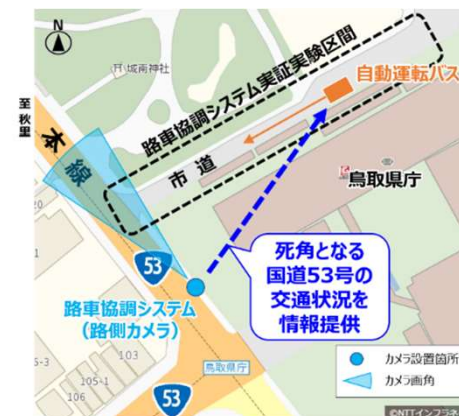 N
城南神社
路車協調システム実証実験区間
自動運転バス
至 秋里
本線
市道
鳥取県庁
53
死角となる
国道53号の
交通状況を
情報提供
路車協調システム
（路側カメラ）
103
105-1
106
鳥取県庁
53
カメラ設置箇所
カメラ画角
©NTTインフラネ